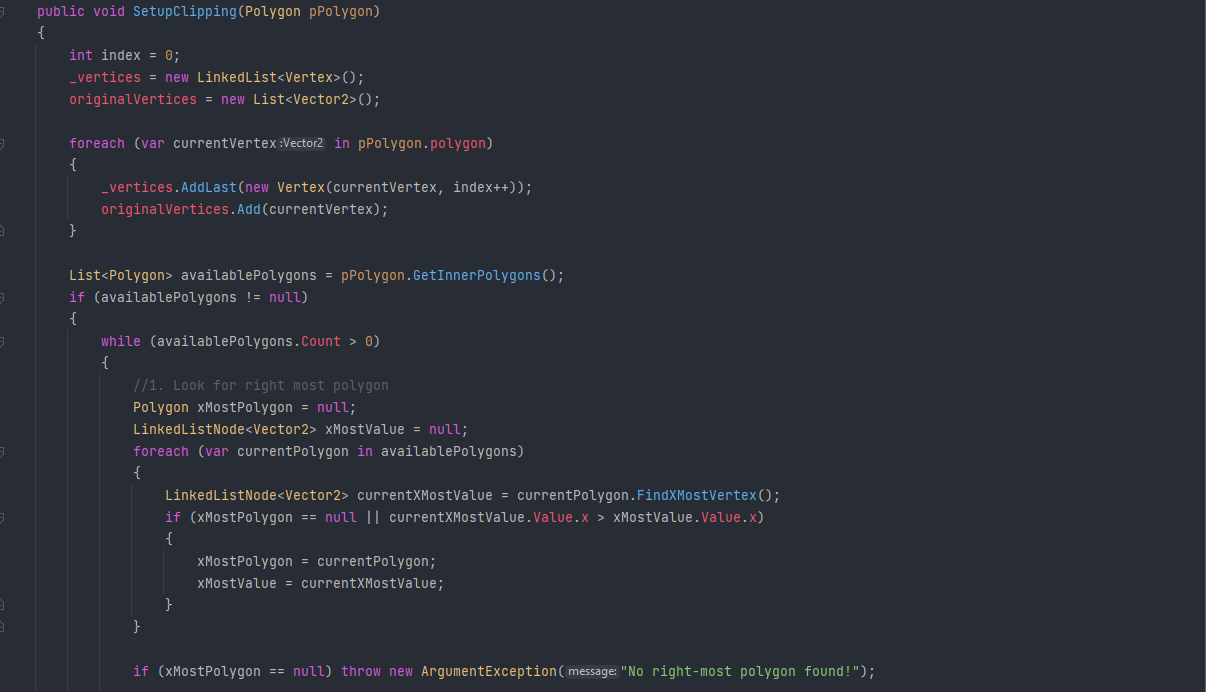 public void SetupClipping(Polygon pPolygon)
{
    int index = 0;
    _vertices = new LinkedList<Vertex>();
    originalVertices = new List<Vector2>();

    foreach (var currentVertex:Vector2 in pPolygon.polygon)
    {
        _vertices.AddLast(new Vertex(currentVertex, index++));
        originalVertices.Add(currentVertex);
    }

    List<Polygon> availablePolygons = pPolygon.GetInnerPolygons();
    if (availablePolygons != null)
    {
        while (availablePolygons.Count > 0)
        {
            //1. Look for right most polygon
            Polygon xMostPolygon = null;
            LinkedListNode<Vector2> xMostValue = null;
            foreach (var currentPolygon in availablePolygons)
            {
                LinkedListNode<Vector2> currentXMostValue = currentPolygon.FindXMostVertex();
                if (xMostPolygon == null || currentXMostValue.Value.x > xMostValue.Value.x)
                {
                    xMostPolygon = currentPolygon;
                    xMostValue = currentXMostValue;
                }
            }

            if (xMostPolygon == null) throw new ArgumentException(message:"No right-most polygon found!");